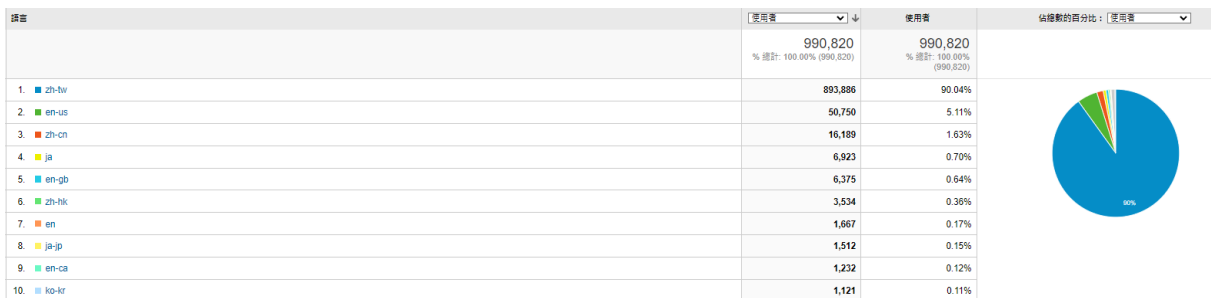 語言 使用者 使用者 佔總數的百分比： 使用者
990,820 990,820
% 總計: 100.00% (990,820) % 總計: 100.00%
(990,820)
1. zh-tw 893,886 90.04%
2. en-us 50,750 5.11%
3. zh-cn 16,189 1.63%
4. ja 6,923 0.70%
5. en-gb 6,375 0.64%
6. zh-hk 3,534 0.36%
90%
7. en 1,667 0.17%
8. ja-jp 1,512 0.15%
9. en-ca 1,232 0.12%
10. ko-kr 1,121 0.11%